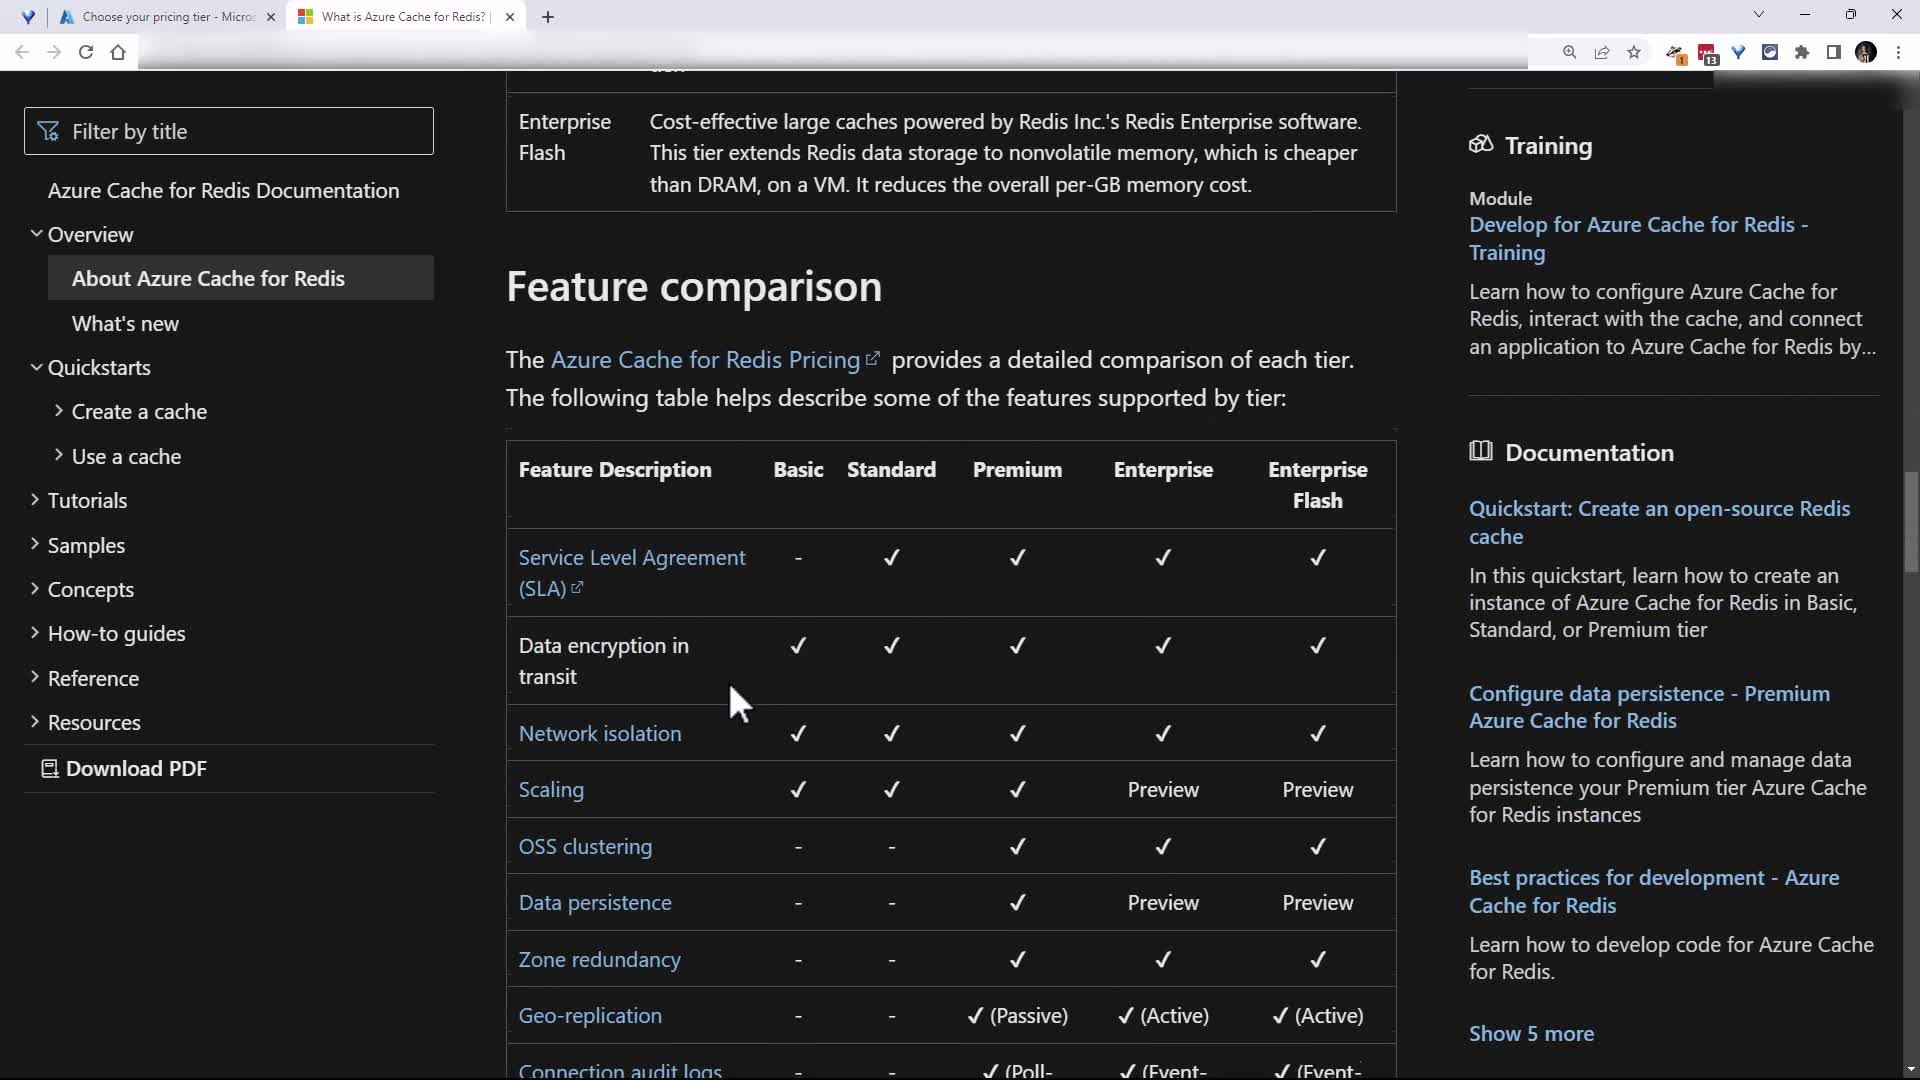 Choose your pricing tier - Micros
What is Azure Cache for Redis? |
1
13
Filter by title
Azure Cache for Redis Documentation
Overview
About Azure Cache for Redis
What's new
Quickstarts
Create a cache
Use a cache
Tutorials
Samples
Concepts
How-to guides
Reference
Resources
Download PDF
Enterprise Flash
Cost-effective large caches powered by Redis Inc.'s Redis Enterprise software.
This tier extends Redis data storage to nonvolatile memory, which is cheaper
than DRAM, on a VM. It reduces the overall per-GB memory cost.
Feature comparison
The Azure Cache for Redis Pricing provides a detailed comparison of each tier.
The following table helps describe some of the features supported by tier:
Feature Description Basic Standard Premium Enterprise Enterprise
Flash
Service Level Agreement - ✓ ✓ ✓ ✓
(SLA)
Data encryption in ✓ ✓ ✓ ✓ ✓
transit
Network isolation ✓ ✓ ✓ ✓ ✓
Scaling ✓ ✓ ✓ Preview Preview
OSS clustering - - ✓ ✓ ✓
Data persistence - - ✓ Preview Preview
Zone redundancy - - ✓ ✓ ✓
Geo-replication - - ✓ (Passive) ✓ (Active) ✓ (Active)
Connection audit logs - - ✓ (Poll- ✓ (Event- ✓ (Event-
Training
Module
Develop for Azure Cache for Redis -
Training
Learn how to configure Azure Cache for
Redis, interact with the cache, and connect
an application to Azure Cache for Redis by...
Documentation
Quickstart: Create an open-source Redis
cache
In this quickstart, learn how to create an
instance of Azure Cache for Redis in Basic,
Standard, or Premium tier
Configure data persistence - Premium
Azure Cache for Redis
Learn how to configure and manage data
persistence your Premium tier Azure Cache
for Redis instances
Best practices for development - Azure
Cache for Redis
Learn how to develop code for Azure Cache
for Redis.
Show 5 more